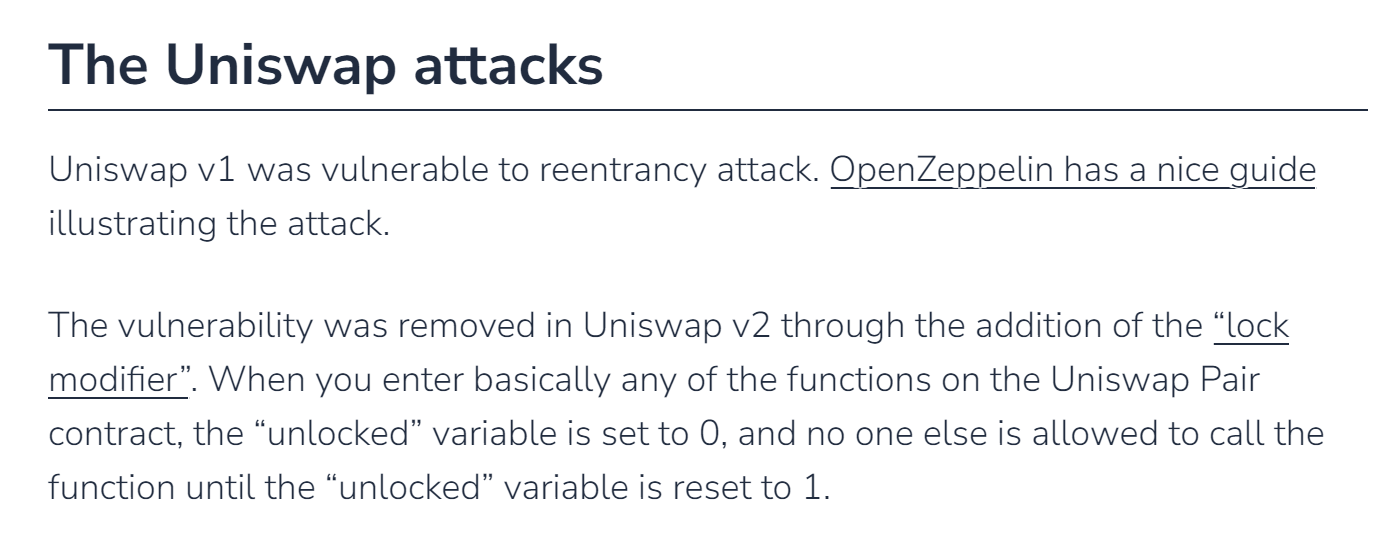 The Uniswap attacks
Uniswap v1 was vulnerable to reentrancy attack. OpenZeppelin has a nice guide
illustrating the attack.
The vulnerability was removed in Uniswap v2 through the addition of the “lock
modifier”. When you enter basically any of the functions on the Uniswap Pair
contract, the “unlocked” variable is set to 0, and no one else is allowed to call the
function until the “unlocked” variable is reset to 1.